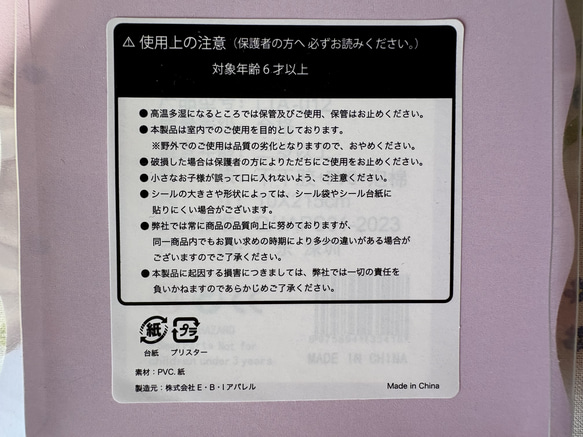 ⚠ 使用上の注意（保護者の方へ 必ずお読みください。）
対象年齢６才以上
●高温多湿になるところでは保管及びご使用、保管はお止めください。
●本製品は室内でのご使用を目的としております。
※野外でのご使用は品質の劣化となりますので、おやめください。
●破損した場合は保護者の方によりただちにご使用をお止めください。
●小さなお子様が誤って口に入れないよう、ご注意ください。
●シールの大きさや形状によっては、シール袋やシール台紙に
貼りにくい場合がございます。
●弊社では常に商品の品質向上に努めておりますが、
同一商品内でもお買い求めの時期により多少の違いがある場合が
ございますのでご了承ください。
●本製品に起因する損害につきましては、弊社では一切の責任を
負いかねますのであらかじめご了承ください。
紙 プラ
台紙 ブリスター
素材：PVC. 紙
製造元：株式会社Ｅ・Ｂ・Ｉアパレル Made in China
2023
Not for
under 3 years.
MADE IN CHINA